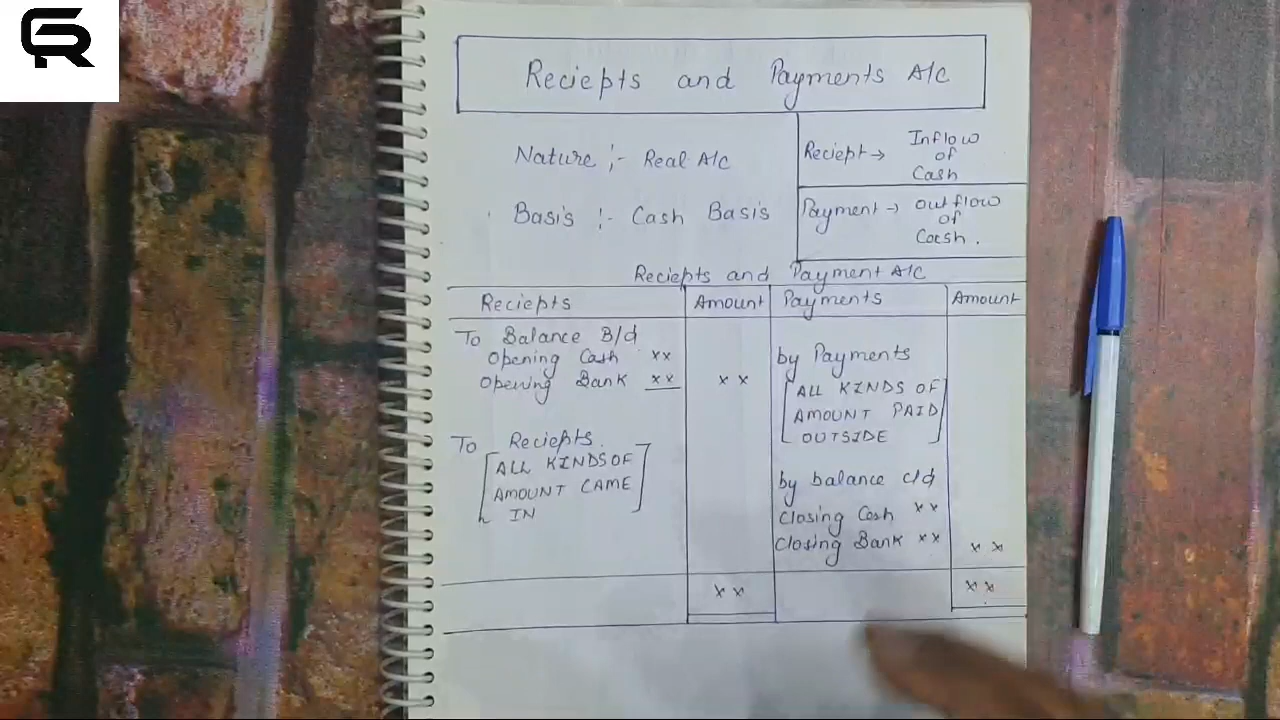 GR
Reciepts and Payments A/C
Nature :- Real A/C
Basis :- Cash Basis
Reciept → Inflow
of
Cash
Payment → outflow
of
Cash.
Reciepts and Payment A/C
Reciepts Amount Payments Amount
To Balance B/d
Opening Cash xx
Opening Bank xx xx
To Reciepts.
[ALL KINDS OF
AMOUNT CAME
IN]
xx
by Payments
[ALL KINDS OF
AMOUNT PAID
OUTSIDE]
by balance c/d
Closing Cash xx
Closing Bank xx xx
xx